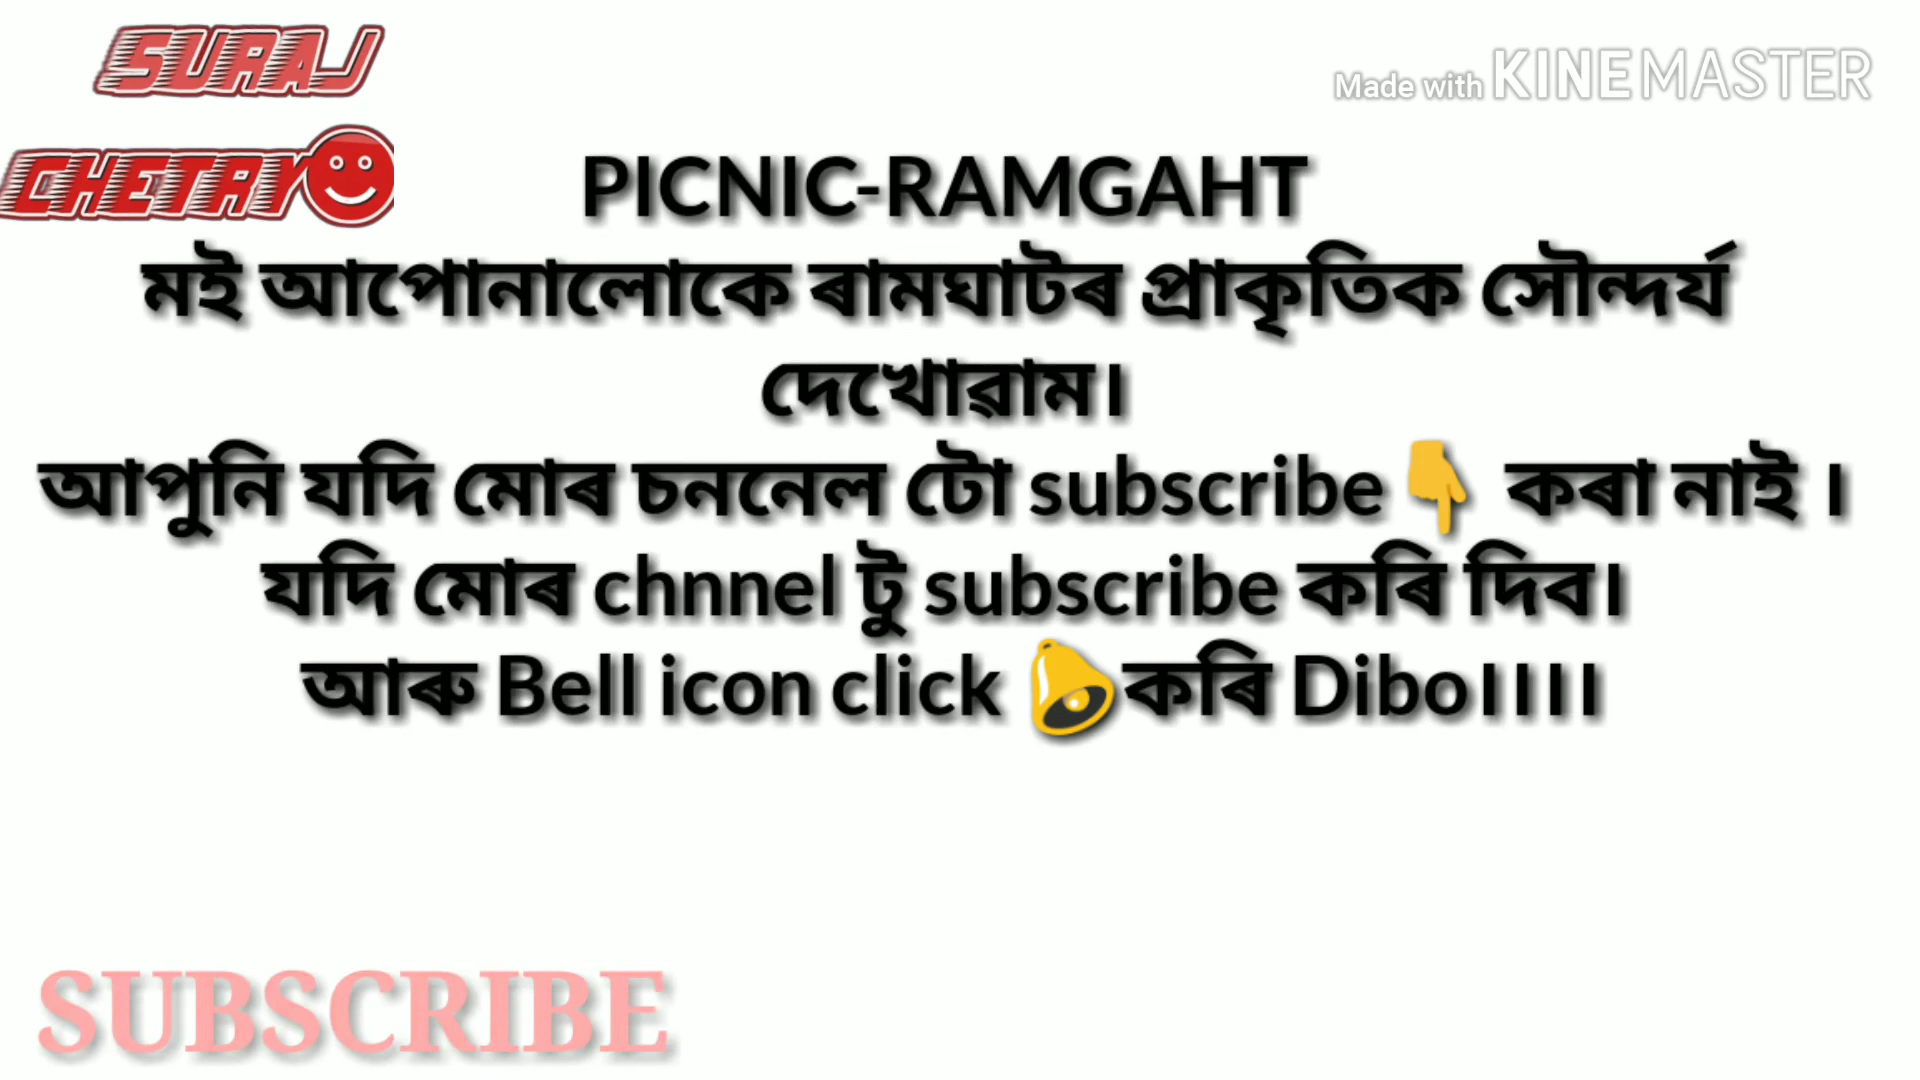 SURAJ
CHETRY
Made with KINEMASTER
PICNIC-RAMGAHT
মই আপোনালোকে ৰামঘাটৰ প্ৰাকৃতিক সৌন্দৰ্য
দেখোৱাম।
আপুনি যদি মোৰ চননেল টো subscribe👇 কৰা নাই ।
যদি মোৰ chnnel টু subscribe কৰি দিব।
আৰু Bell icon click 🔔কৰি Dibo।।।।
SUBSCRIBE